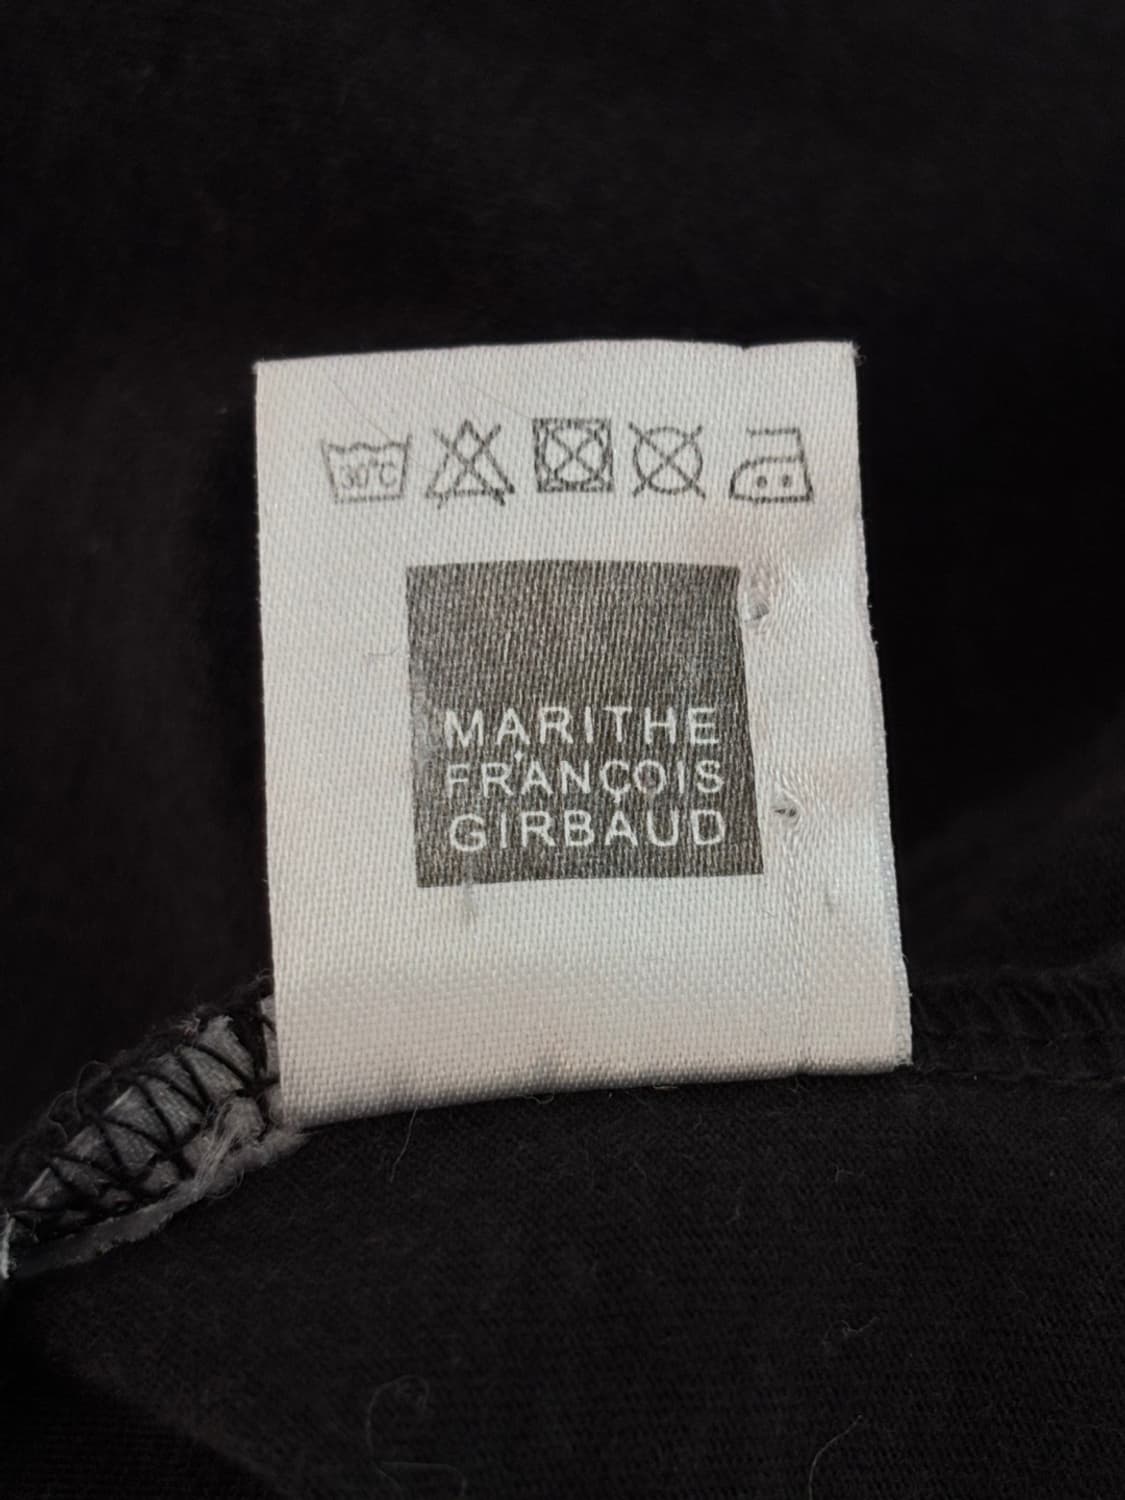 30°C
MARITHE
FRANÇOIS
GIRBAUD